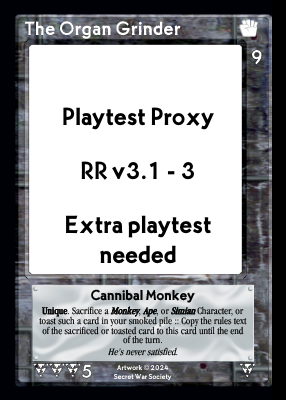 The Organ Grinder
9
Playtest Proxy
RR v3.1 - 3
Extra playtest
needed
Cannibal Monkey
Unique. Sacrifice a Monkey, Ape, or Simian Character, or
toast such a card in your smoked pile :: Copy the rules text
of the sacrificed or toasted card to this card until the end
of the turn.
He's never satisfied.
5
Artwork © 2024
Secret War Society